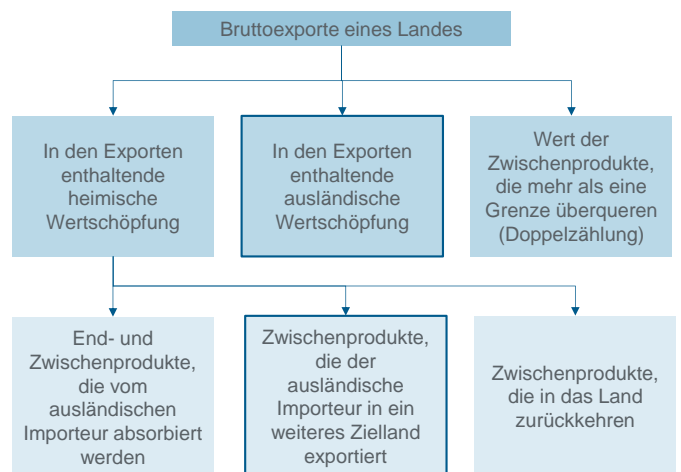 Bruttoexporte eines Landes
In den Exporten
enthaltende
heimische
Wertschöpfung
In den Exporten
enthaltende
ausländische
Wertschöpfung
Wert der
Zwischenprodukte,
die mehr als eine
Grenze überqueren
(Doppelzählung)
End- und
Zwischenprodukte,
die vom
ausländischen
Importeur absorbiert
werden
Zwischenprodukte,
die der
ausländische
Importeur in ein
weiteres Zielland
exportiert
Zwischenprodukte,
die in das Land
zurückkehren